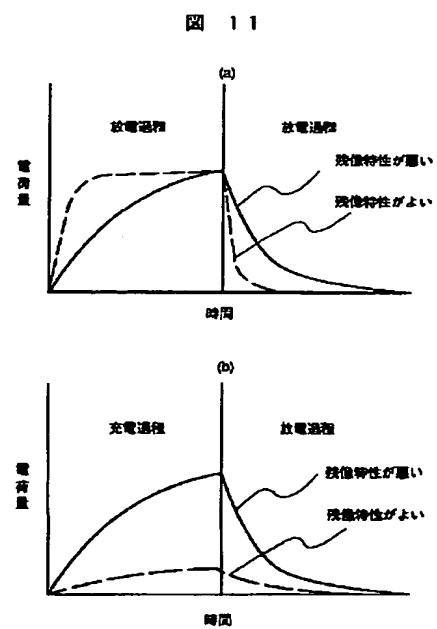 図 11
(a)
放電過程 放電過程
電荷量
残像特性が悪い
残像特性がよい
時間
(b)
充電過程 放電過程
電荷量
残像特性が悪い
残像特性がよい
時間